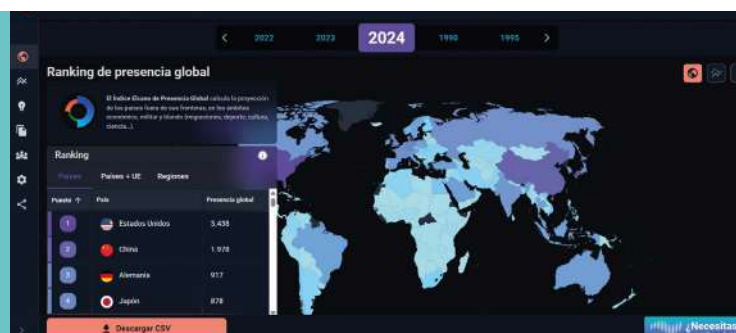 2022 2023 2024 1990 1995
Ranking de presencia global
El Índice Elcano de Presencia Global calcula la proyección
de los países fuera de sus fronteras, en los ámbitos
económico, militar y blando (migraciones, deporte, cultura,
ciencia...).
Ranking
Países Países + UE Regiones
Puesto ↑ País Presencia global
1 Estados Unidos 3.438
2 China 1.978
3 Alemania 917
4 Japón 878
Descargar CSV
¿Necesitas